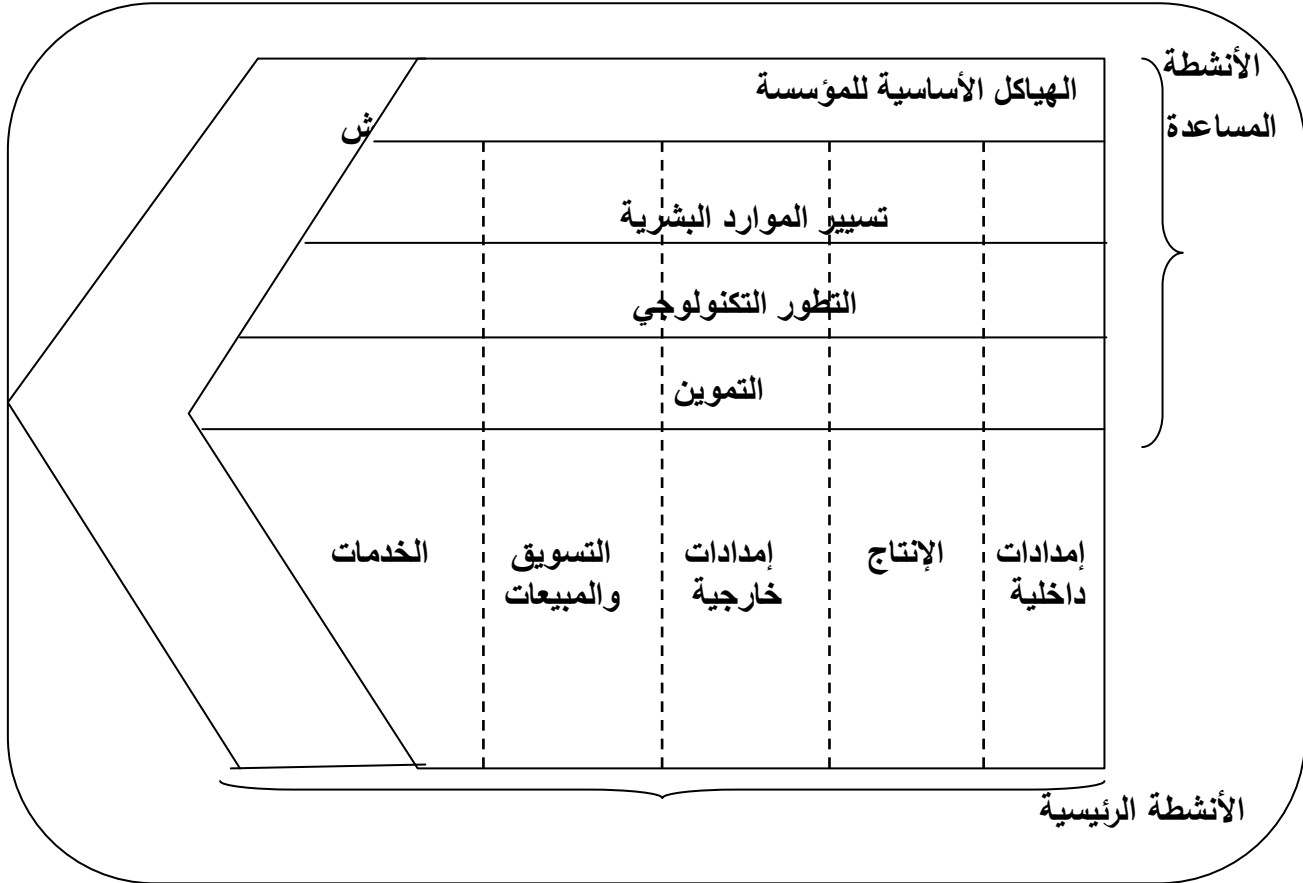 الأنشطة
المساعدة
الهياكل الأساسية للمؤسسة
ش
تسيير الموارد البشرية
التطور التكنولوجي
التموين
إمدادات
داخلية
الإنتاج
إمدادات
خارجية
التسويق
والمبيعات
الخدمات
الأنشطة الرئيسية